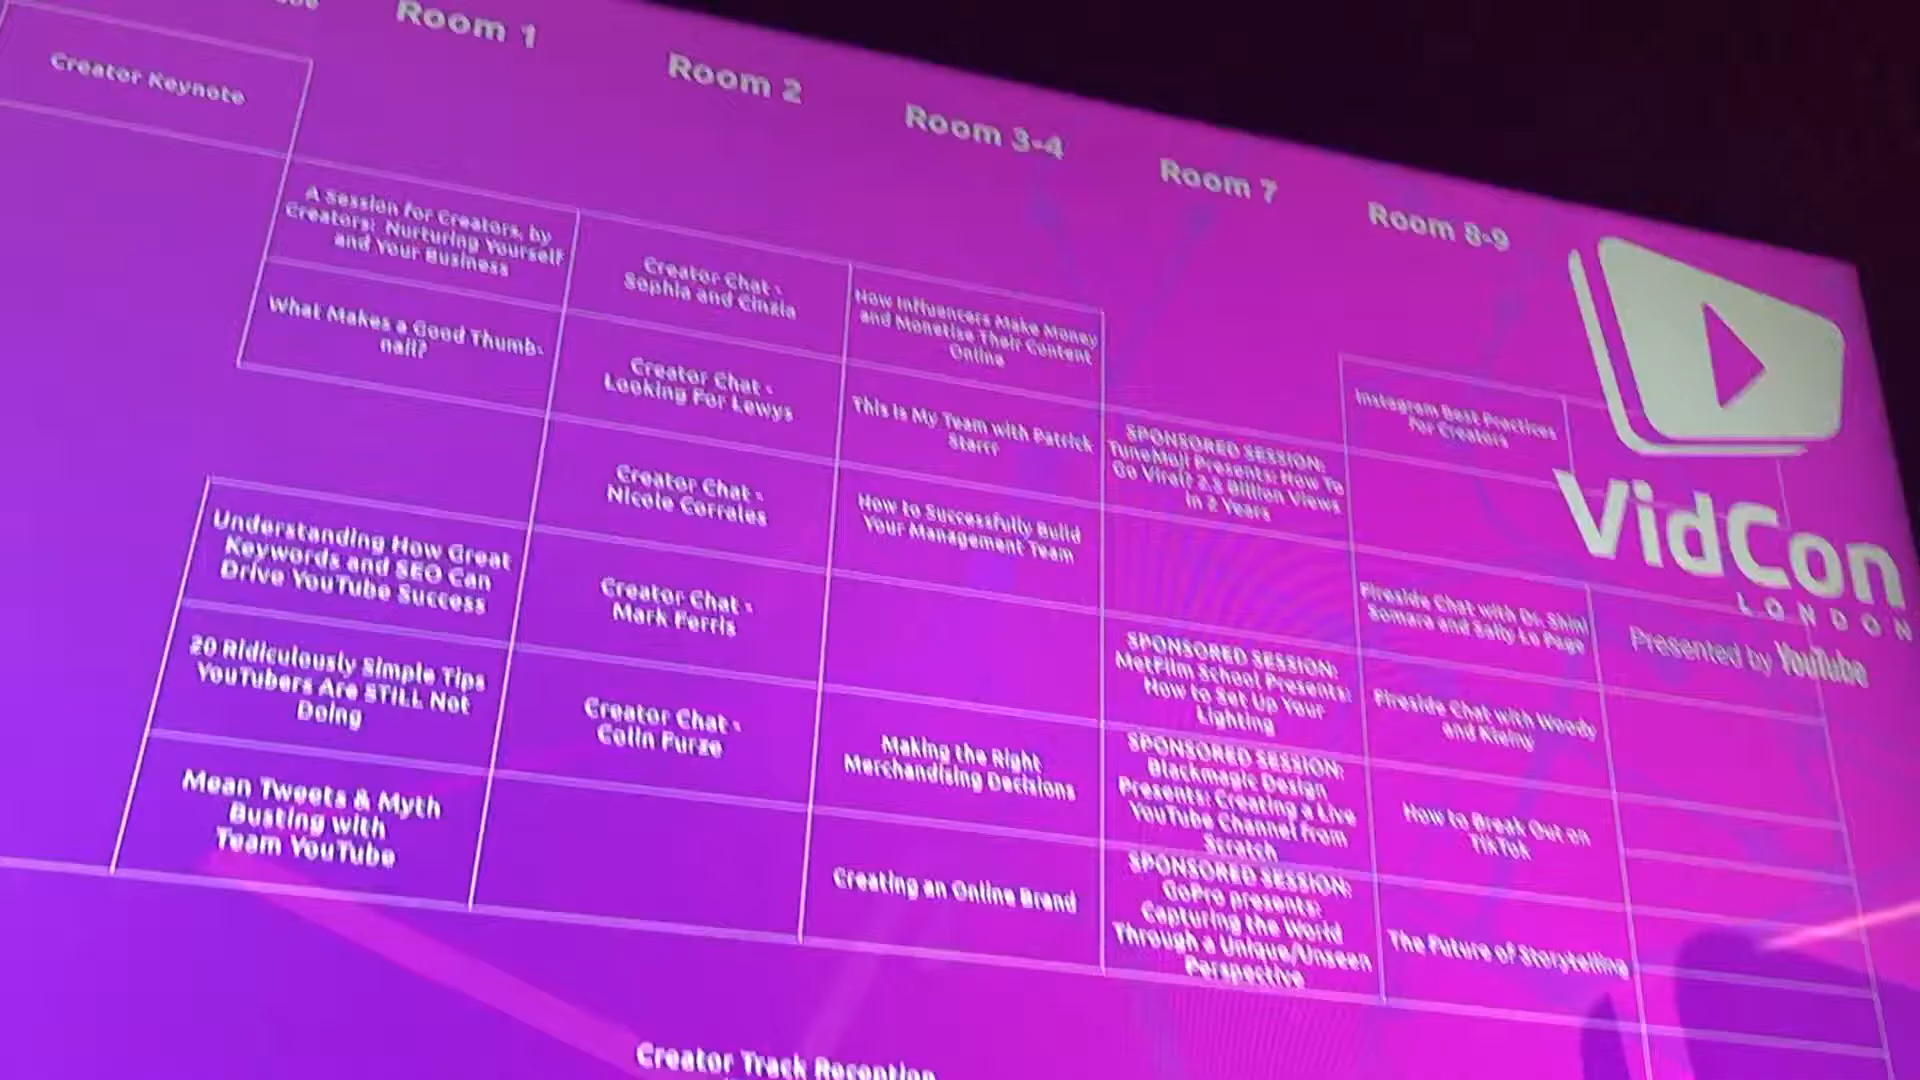 Room 1
Room 2
Room 3-4
Room 7
Room 8-9
Creator Keynote
A Session for Creators, by
Creators: Nurturing Yourself
and Your Business
What Makes a Good Thumb-
nail?
Understanding How Great
Keywords and SEO Can
Drive YouTube Success
20 Ridiculously Simple Tips
YouTubers Are STILL Not
Doing
Mean Tweets & Myth
Busting with
Team YouTube
Creator Chat -
Sophia and Cinzia
Creator Chat -
Looking For Lewys
Creator Chat -
Nicole Corrales
Creator Chat -
Mark Ferris
Creator Chat -
Colin Furze
How Influencers Make Money
and Monetise Their Content
Online
This Is My Team with Patrick
Starrr
How to Successfully Build
Your Management Team
Making the Right
Merchandising Decisions
Creating an Online Brand
SPONSORED SESSION:
TuneMoji Presents: How To
Go Viral! 2.2 Billion Views
in 2 Years
SPONSORED SESSION:
MetFilm School Presents:
How to Set Up Your
Lighting
SPONSORED SESSION:
Blackmagic Design
Presents: Creating a Live
YouTube Channel from
Scratch
SPONSORED SESSION:
GoPro presents:
Capturing the World
Through a Unique/Unseen
Perspective
Instagram Best Practices
for Creators
Fireside Chat with Dr. Shini
Somara and Sally Le Page
Fireside Chat with Woody
and Kleiny
How to Break Out on
TikTok
The Future of Storytelling
VidCon
LONDON
Presented by YouTube
Creator Track Reception